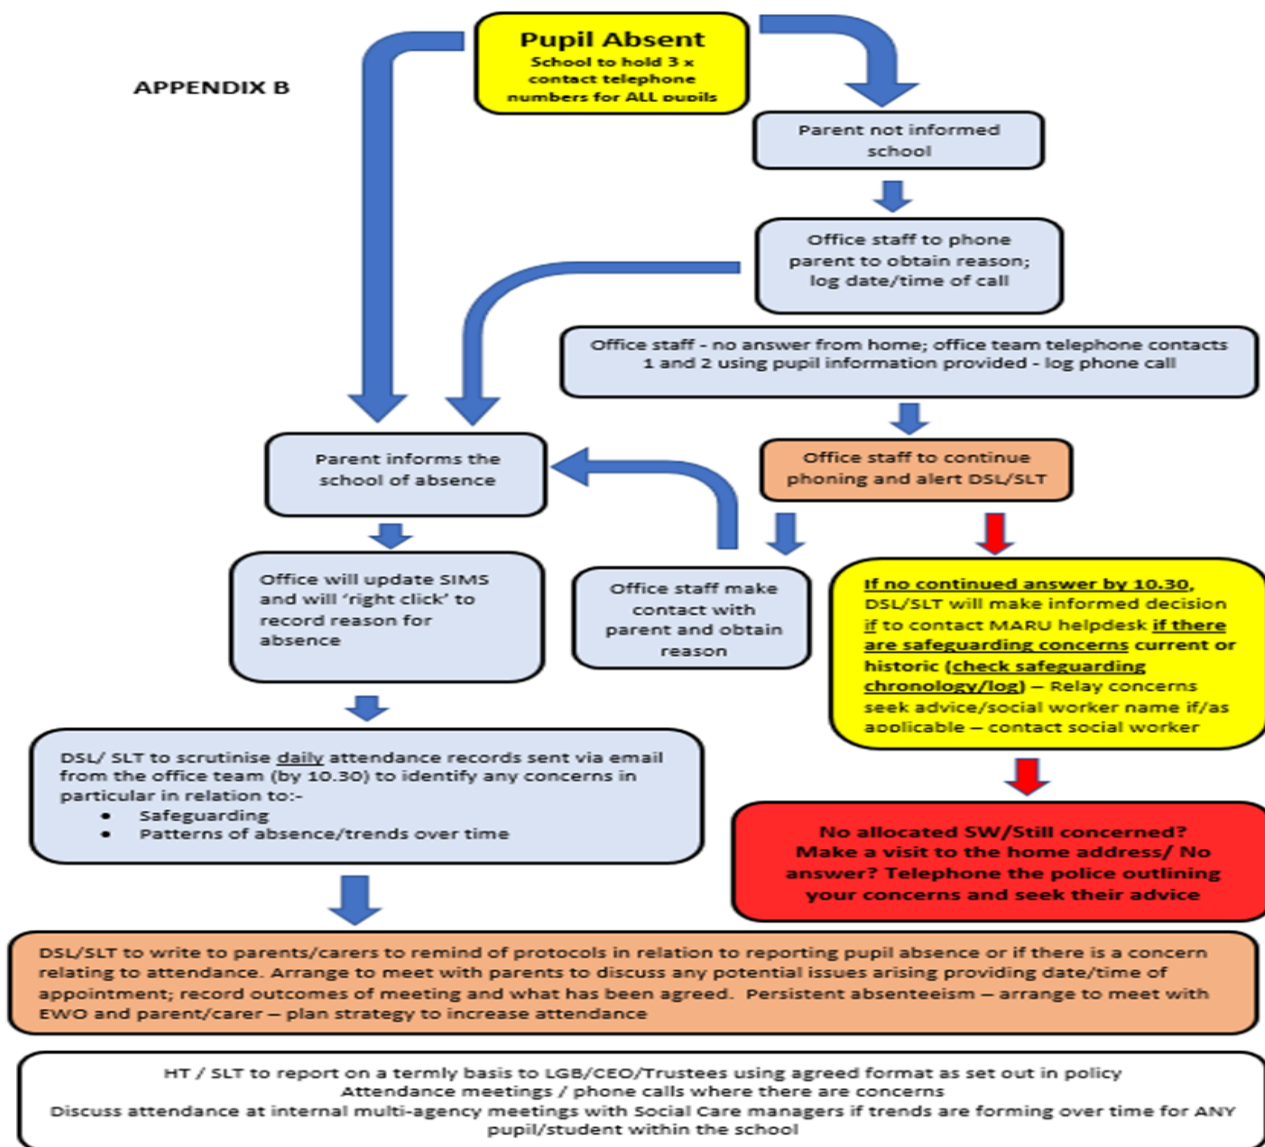 Pupil Absent
School to hold 3 x
contact telephone
numbers for ALL pupils
APPENDIX B
Parent not informed
school
Office staff to phone
parent to obtain reason;
log date/time of call
Office staff - no answer from home; office team telephone contacts
1 and 2 using pupil information provided - log phone call
Parent informs the
school of absence
Office staff to continue
phoning and alert DSL/SLT
Office will update SIMS
and will ‘right click’ to
record reason for
absence
Office staff make
contact with
parent and obtain
reason
If no continued answer by 10.30,
DSL/SLT will make informed decision
if to contact MARU helpdesk if there
are safeguarding concerns current or
historic (check safeguarding
chronology/log) – Relay concerns
seek advice/social worker name if/as
applicable – contact social worker
DSL/ SLT to scrutinise daily attendance records sent via email
from the office team (by 10.30) to identify any concerns in
particular in relation to:-
• Safeguarding
• Patterns of absence/trends over time
No allocated SW/Still concerned?
Make a visit to the home address/ No
answer? Telephone the police outlining
your concerns and seek their advice
DSL/SLT to write to parents/carers to remind of protocols in relation to reporting pupil absence or if there is a concern
relating to attendance. Arrange to meet with parents to discuss any potential issues arising providing date/time of
appointment; record outcomes of meeting and what has been agreed.  Persistent absenteeism – arrange to meet with
EWO and parent/carer – plan strategy to increase attendance
HT / SLT to report on a termly basis to LGB/CEO/Trustees using agreed format as set out in policy
Attendance meetings / phone calls where there are concerns
Discuss attendance at internal multi-agency meetings with Social Care managers if trends are forming over time for ANY
pupil/student within the school